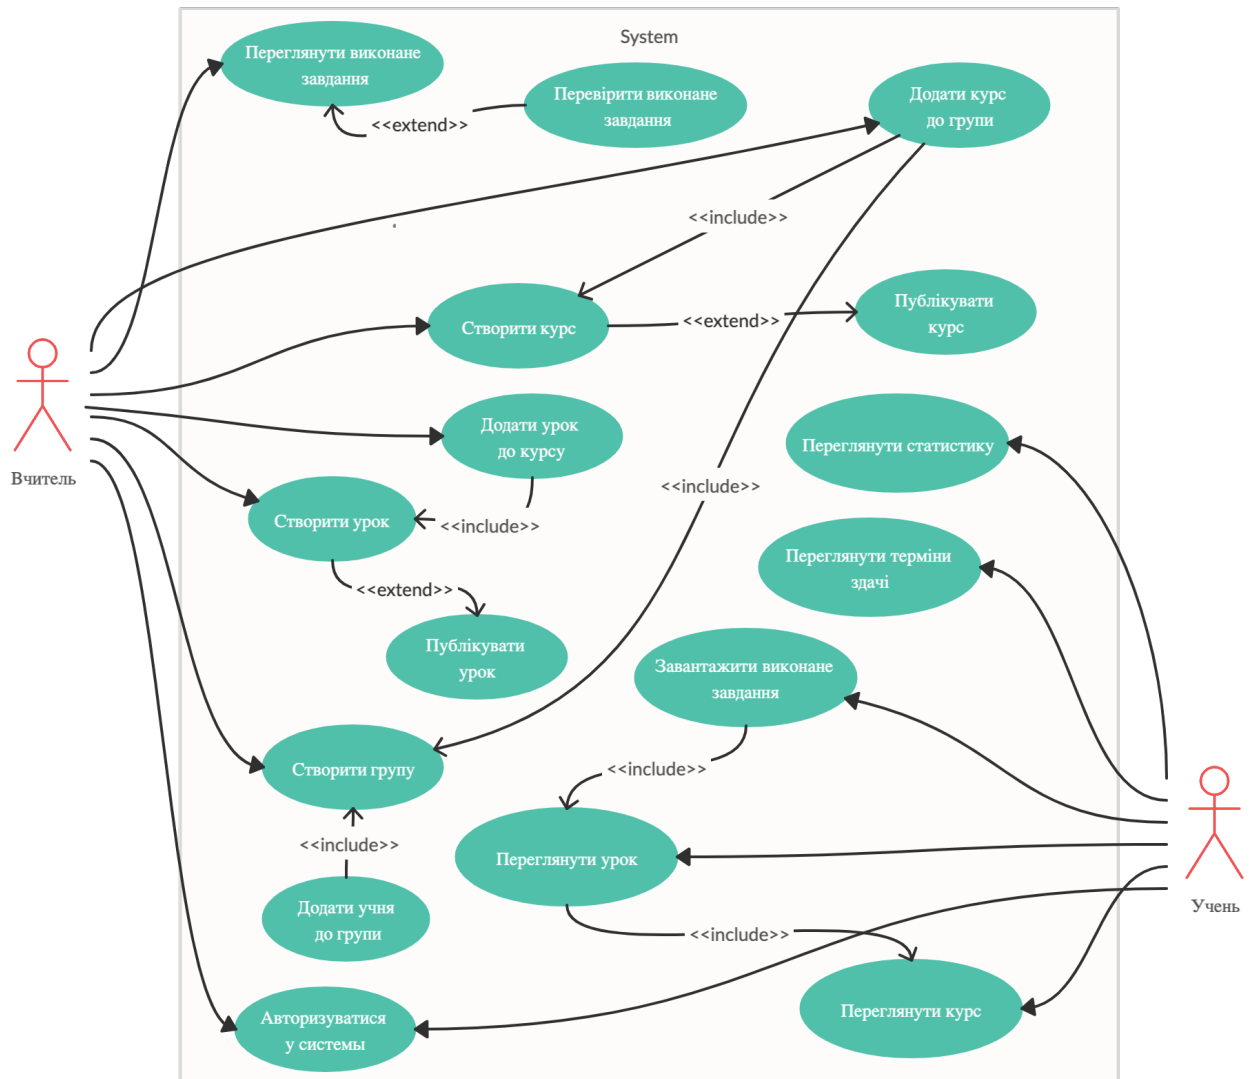 System
Переглянути виконане
завдання
Перевірити виконане
завдання
Додати курс
до групи
<<extend>>
<<include>>
Створити курс
<<extend>>
Публікувати
курс
Вчитель
Додати урок
до курсу
Переглянути статистику
<<include>>
Створити урок
<<include>>
Переглянути терміни
здачі
<<extend>>
Публікувати
урок
Завантажити виконане
завдання
Створити групу
<<include>>
<<include>>
Переглянути урок
Додати учня
до групи
Учень
<<include>>
Авторизуватися
у системы
Переглянути курс